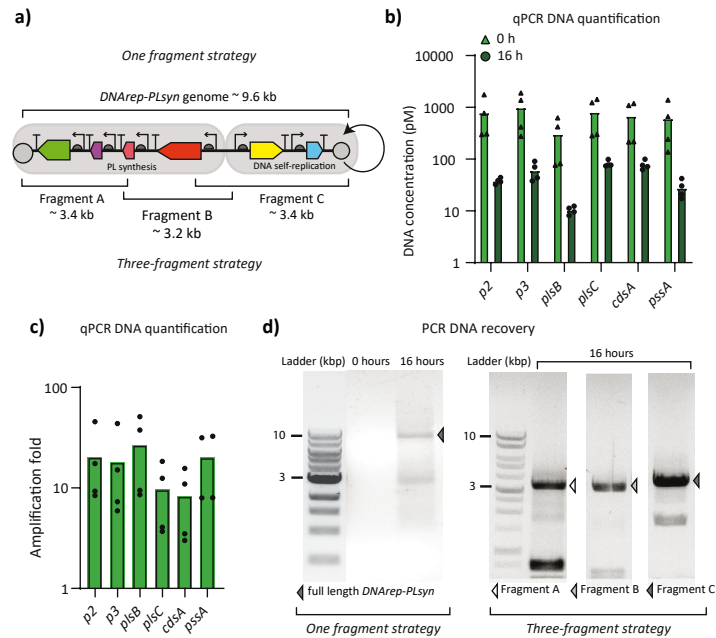 a)
One fragment strategy
DNArep-PLsyn genome ~ 9.6 kb
PL synthesis
DNA self-replication
Fragment A
~ 3.4 kb
Fragment B
~ 3.2 kb
Fragment C
~ 3.4 kb
Three-fragment strategy
b)
qPCR DNA quantification
0 h
16 h
DNA concentration (pM)
10000
1000
100
10
1
p2 p3 plsB plsC cdsA pssA
c)
qPCR DNA quantification
Amplification fold
100
10
1
p2 p3 plsB plsC cdsA pssA
d)
PCR DNA recovery
Ladder (kbp) 0 hours 16 hours
10
3
full length DNArep-PLsyn
One fragment strategy
16 hours
Ladder (kbp)
10
3
Fragment A Fragment B Fragment C
Three-fragment strategy